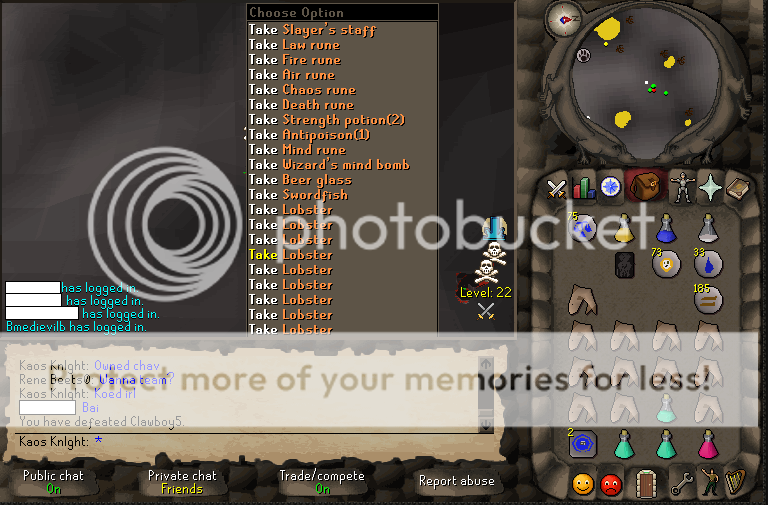 Choose Option
Take Slayer's staff
Take Law rune
Take Fire rune
Take Air rune
Take Chaos rune
Take Death rune
Take Strength potion(2)
Take Antipoison(1)
Take Mind rune
Take Wizard's mind bomb
Take Beer glass
Take Swordfish
Take Lobster
Take Lobster
Take Lobster
Take Lobster
Take Lobster
Take Lobster
Take Lobster
Take Lobster
Take Lobster
photobucket
Protect more of your memories for less!
Level: 22
75
73
33
185
2
has logged in.
has logged in.
has logged in.
Bmedievilb has logged in.
Kaos Knlght: Owned chav
Rene Beets 0: Wanna team?
Kaos Knlght: Koed irl
Bai
You have defeated Clawboy5.
Kaos Knlght: *
Public chat
On
Private chat
Friends
Trade/compete
On
Report abuse